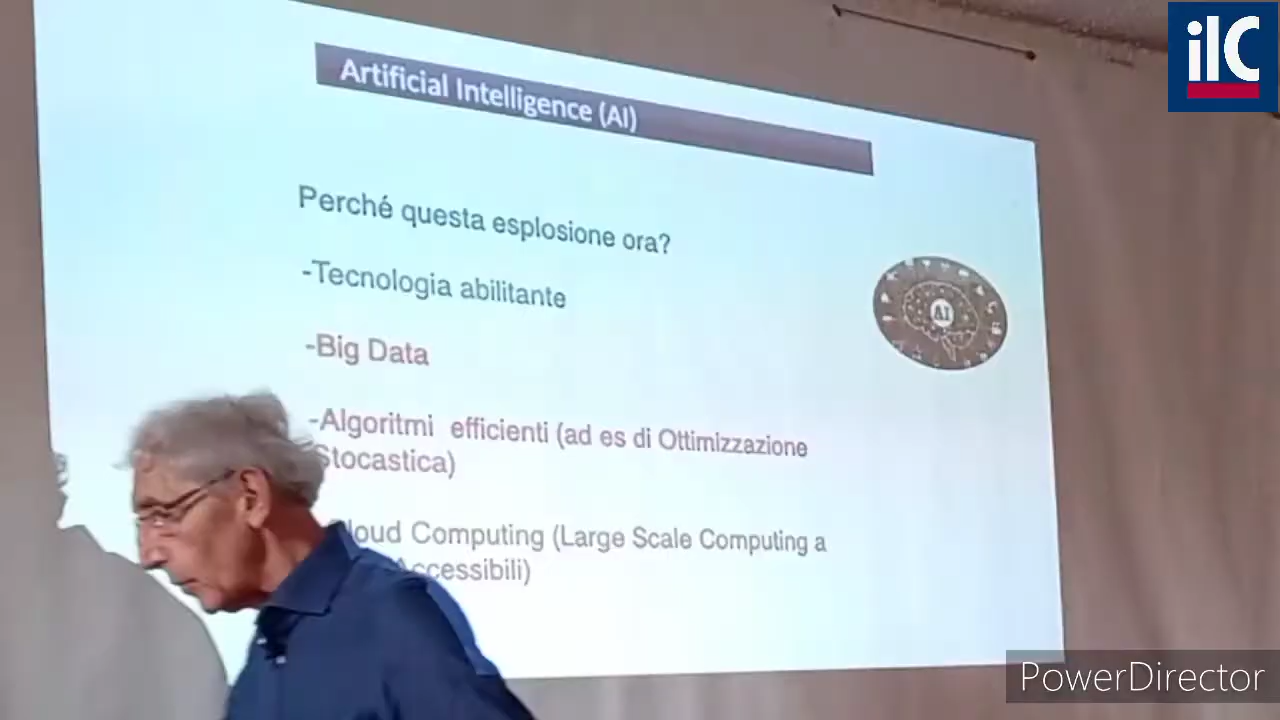 ilC
Artificial Intelligence (AI)
Perché questa esplosione ora?
-Tecnologia abilitante
AI
-Big Data
-Algoritmi efficienti (ad es di Ottimizzazione
Stocastica)
loud Computing (Large Scale Computing a
Accessibili)
PowerDirector